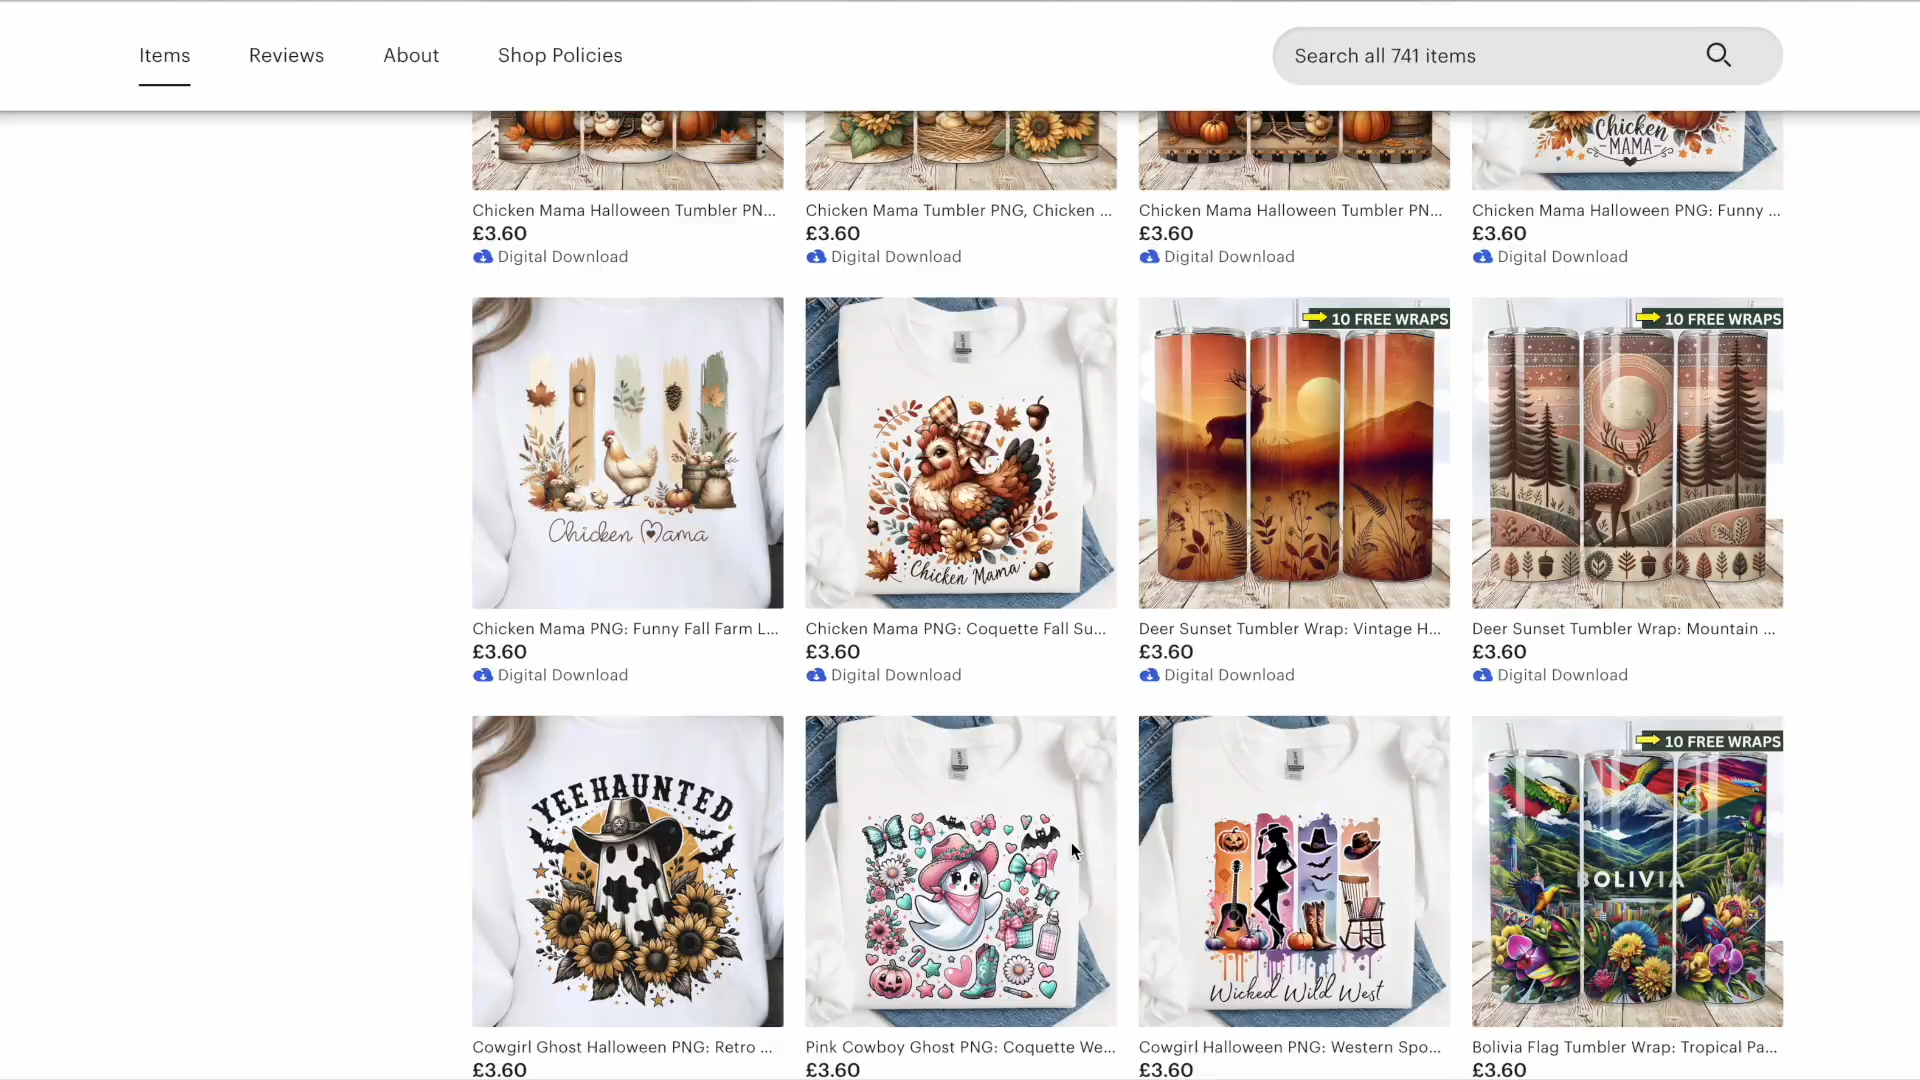 Items
Reviews
About
Shop Policies
Search all 741 items
Chicken
MAMA
Chicken Mama Halloween Tumbler PN...
£3.60
Digital Download
Chicken Mama Tumbler PNG, Chicken ...
£3.60
Digital Download
Chicken Mama Halloween Tumbler PN...
£3.60
Digital Download
Chicken Mama Halloween PNG: Funny ...
£3.60
Digital Download
Chicken Mama
Chicken Mama
10 FREE WRAPS
10 FREE WRAPS
Chicken Mama PNG: Funny Fall Farm L...
£3.60
Digital Download
Chicken Mama PNG: Coquette Fall Su...
£3.60
Digital Download
Deer Sunset Tumbler Wrap: Vintage H...
£3.60
Digital Download
Deer Sunset Tumbler Wrap: Mountain ...
£3.60
Digital Download
YEEHAUNTED
Wicked Wild West
10 FREE WRAPS
BOLIVIA
Cowgirl Ghost Halloween PNG: Retro ...
£3.60
Pink Cowboy Ghost PNG: Coquette We...
£3.60
Cowgirl Halloween PNG: Western Spo...
£3.60
Bolivia Flag Tumbler Wrap: Tropical Pa...
£3.60